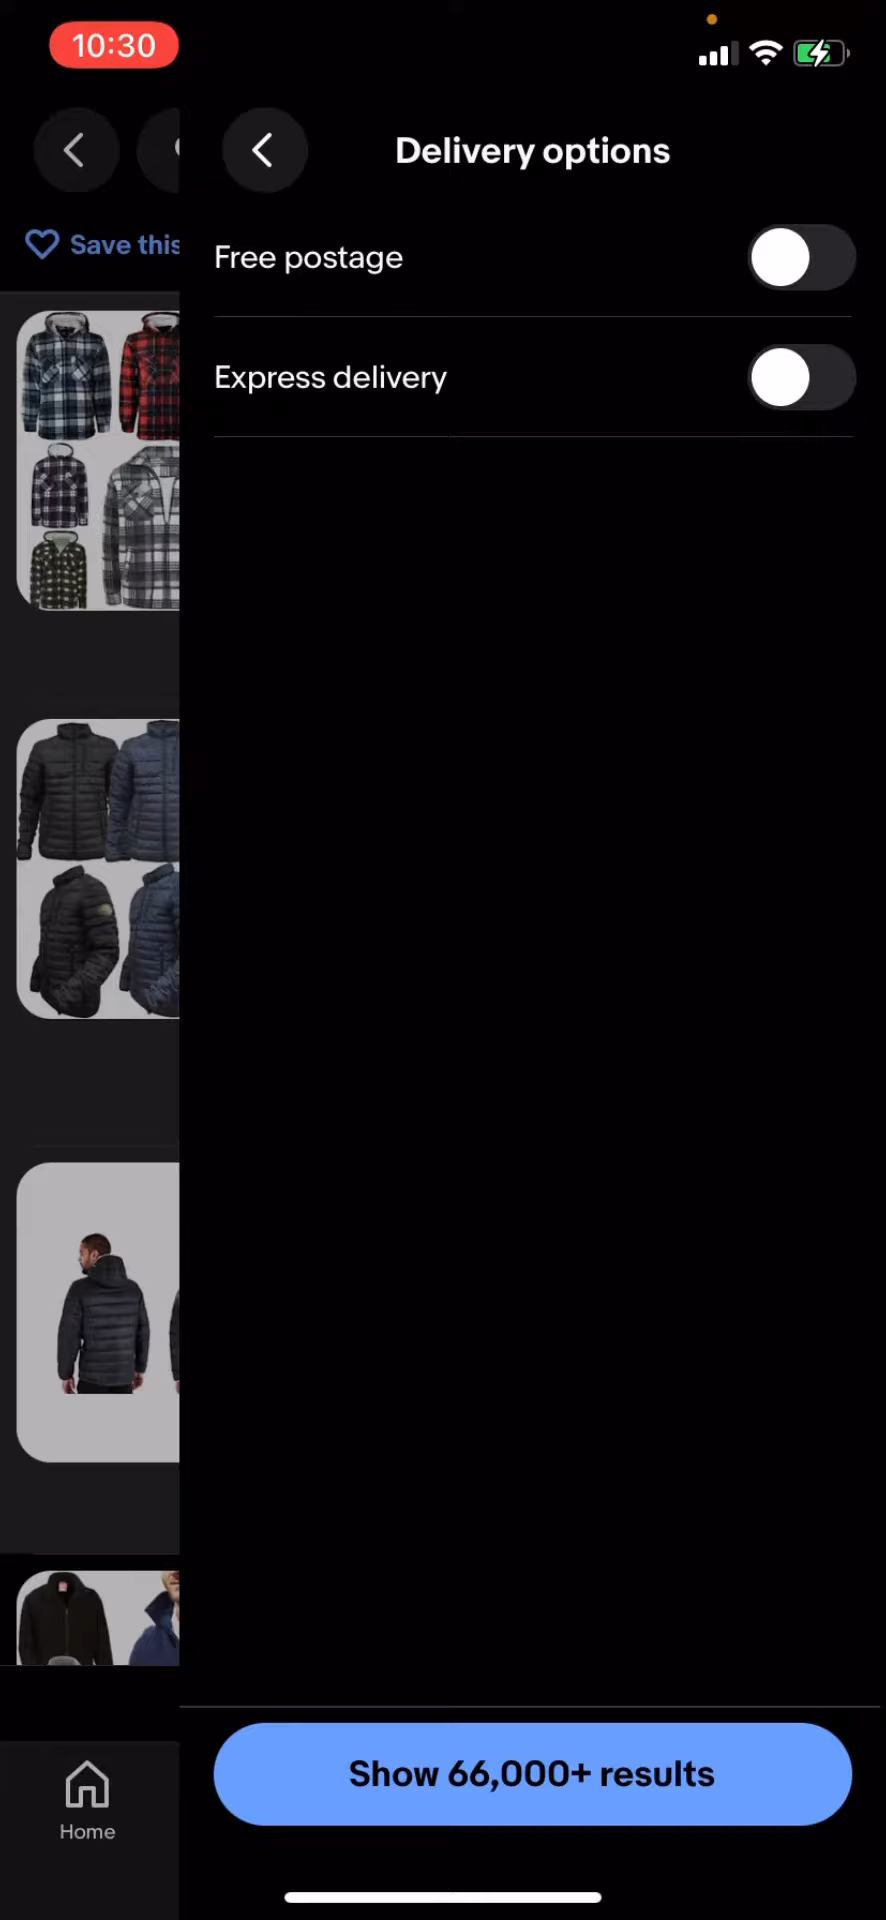 10:30
Delivery options
Save this
Free postage
Express delivery
Show 66,000+ results
Home